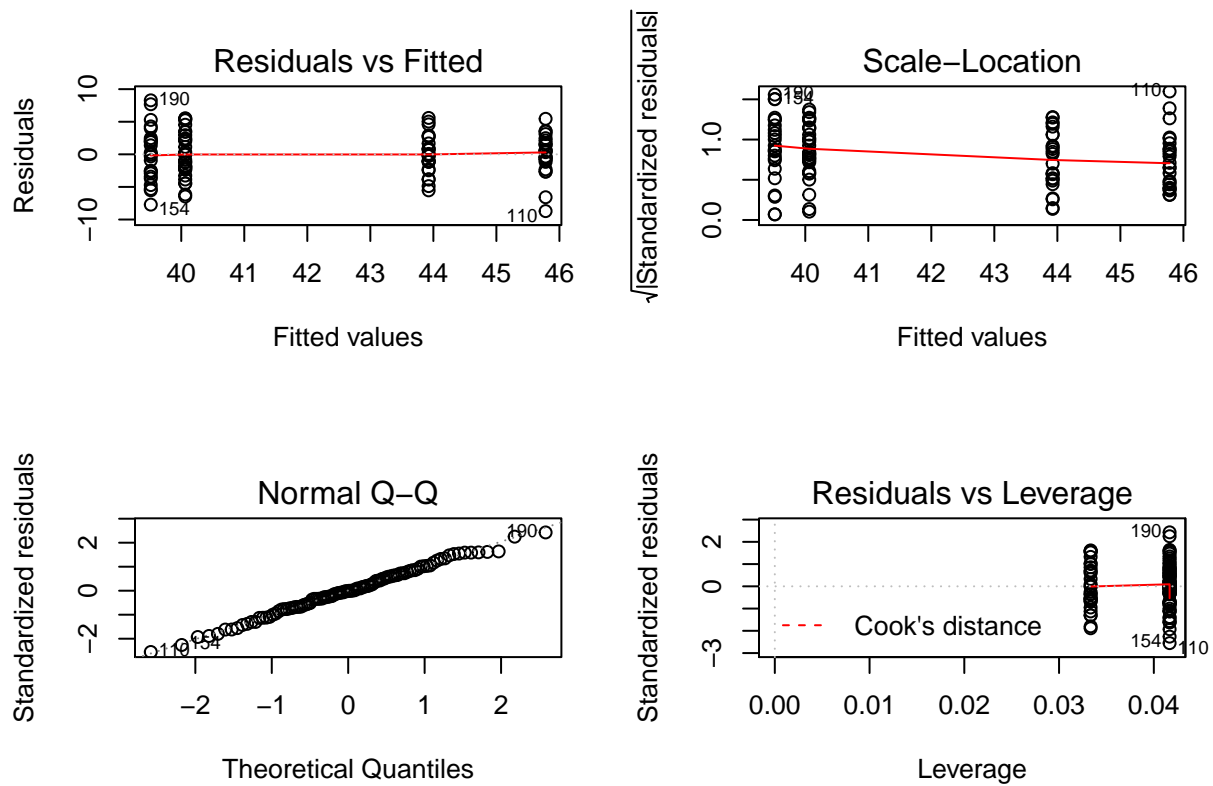 Residuals vs Fitted
Residuals
−10
0
10
190
154
110
40 41 42 43 44 45 46
Fitted values
Scale−Location
√|Standardized residuals|
0.0
1.0
190
154
110
40 41 42 43 44 45 46
Fitted values
Normal Q−Q
Standardized residuals
−2
0
2
190
154
110
−2 −1 0 1 2
Theoretical Quantiles
Residuals vs Leverage
Standardized residuals
−3
0
2
190
Cook's distance
154
110
0.00 0.01 0.02 0.03 0.04
Leverage